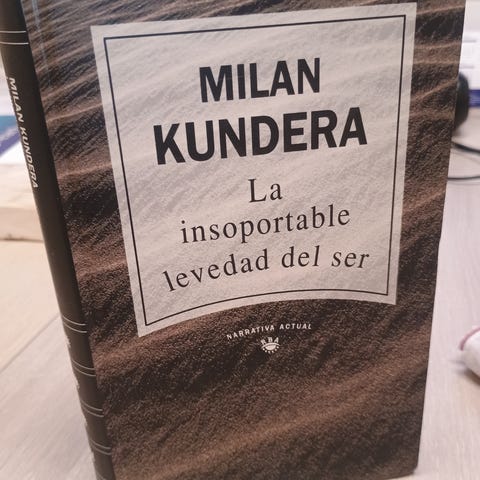 MILAN KUNDERA
MILAN
KUNDERA
La
insoportable
levedad del ser
NARRATIVA ACTUAL
RBA